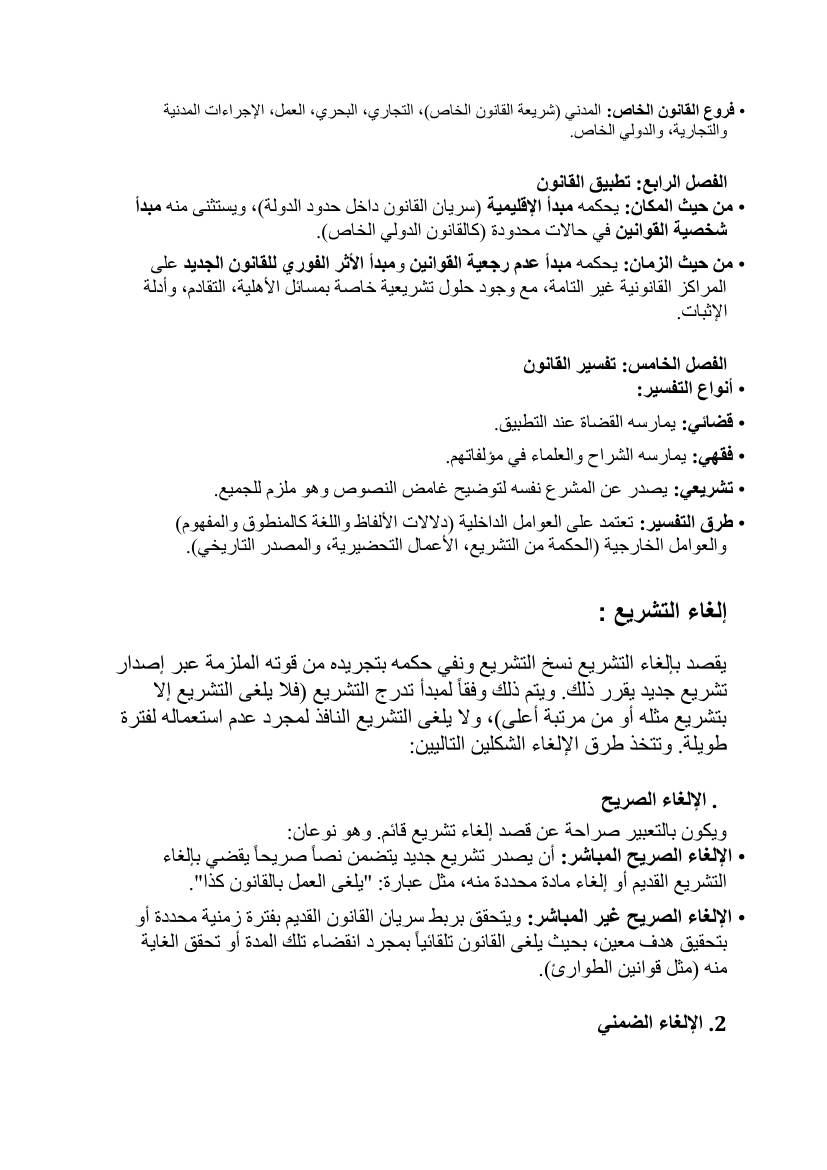 • فروع القانون الخاص: المدني (شريعة القانون الخاص)، التجاري، البحري، العمل، الإجراءات المدنية
والتجارية، والدولي الخاص.
الفصل الرابع: تطبيق القانون
• من حيث المكان: يحكمه مبدأ الإقليمية (سريان القانون داخل حدود الدولة)، ويستثنى منه مبدأ
شخصية القوانين في حالات محدودة (كالقانون الدولي الخاص).
• من حيث الزمان: يحكمه مبدأ عدم رجعية القوانين ومبدأ الأثر الفوري للقانون الجديد على
المراكز القانونية غير التامة، مع وجود حلول تشريعية خاصة بمسائل الأهلية، التقادم، وأدلة
الإثبات.
الفصل الخامس: تفسير القانون
• أنواع التفسير:
• قضائي: يمارسه القضاة عند التطبيق.
• فقهي: يمارسه الشراح والعلماء في مؤلفاتهم.
• تشريعي: يصدر عن المشرع نفسه لتوضيح غامض النصوص وهو ملزم للجميع.
• طرق التفسير: تعتمد على العوامل الداخلية (دلالات الألفاظ واللغة كالمنطوق والمفهوم)
والعوامل الخارجية (الحكمة من التشريع، الأعمال التحضيرية، والمصدر التاريخي).
إلغاء التشريع :
يقصد بإلغاء التشريع نسخ التشريع ونفي حكمه بتجريده من قوته الملزمة عبر إصدار
تشريع جديد يقرر ذلك. ويتم ذلك وفقاً لمبدأ تدرج التشريع (فلا يلغى التشريع إلا
بتشريع مثله أو من مرتبة أعلى)، ولا يلغى التشريع النافذ لمجرد عدم استعماله لفترة
طويلة. وتتخذ طرق الإلغاء الشكلين التاليين:
. الإلغاء الصريح
ويكون بالتعبير صراحة عن قصد إلغاء تشريع قائم. وهو نوعان:
• الإلغاء الصريح المباشر: أن يصدر تشريع جديد يتضمن نصاً صريحاً يقضي بإلغاء
التشريع القديم أو إلغاء مادة محددة منه، مثل عبارة: "يلغى العمل بالقانون كذا".
• الإلغاء الصريح غير المباشر: ويتحقق بربط سريان القانون القديم بفترة زمنية محددة أو
بتحقيق هدف معين، بحيث يلغى القانون تلقائياً بمجرد انقضاء تلك المدة أو تحقق الغاية
منه (مثل قوانين الطوارئ).
2. الإلغاء الضمني